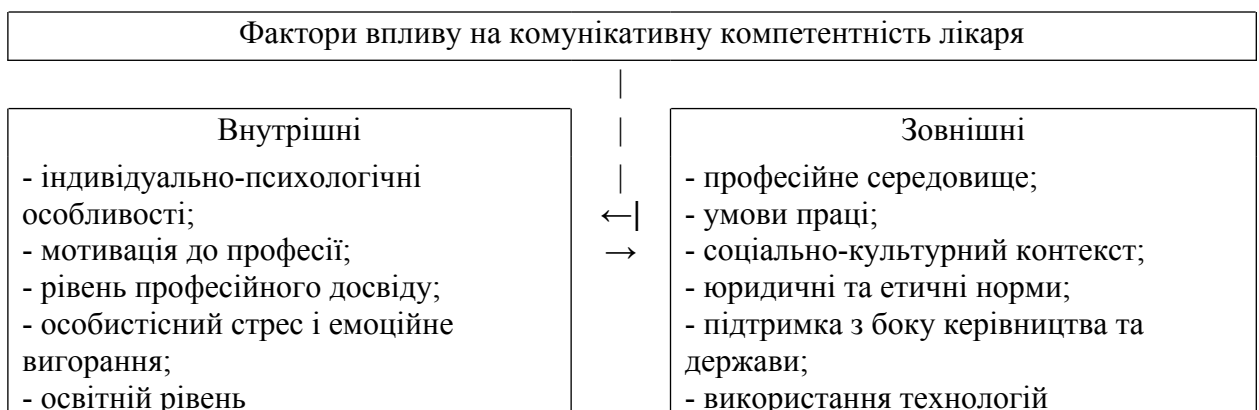 Фактори впливу на комунікативну компетентність лікаря
Внутрішні
- індивідуально-психологічні
особливості;
- мотивація до професії;
- рівень професійного досвіду;
- особистісний стрес і емоційне
вигорання;
- освітній рівень
Зовнішні
- професійне середовище;
- умови праці;
- соціально-культурний контекст;
- юридичні та етичні норми;
- підтримка з боку керівництва та
держави;
- використання технологій